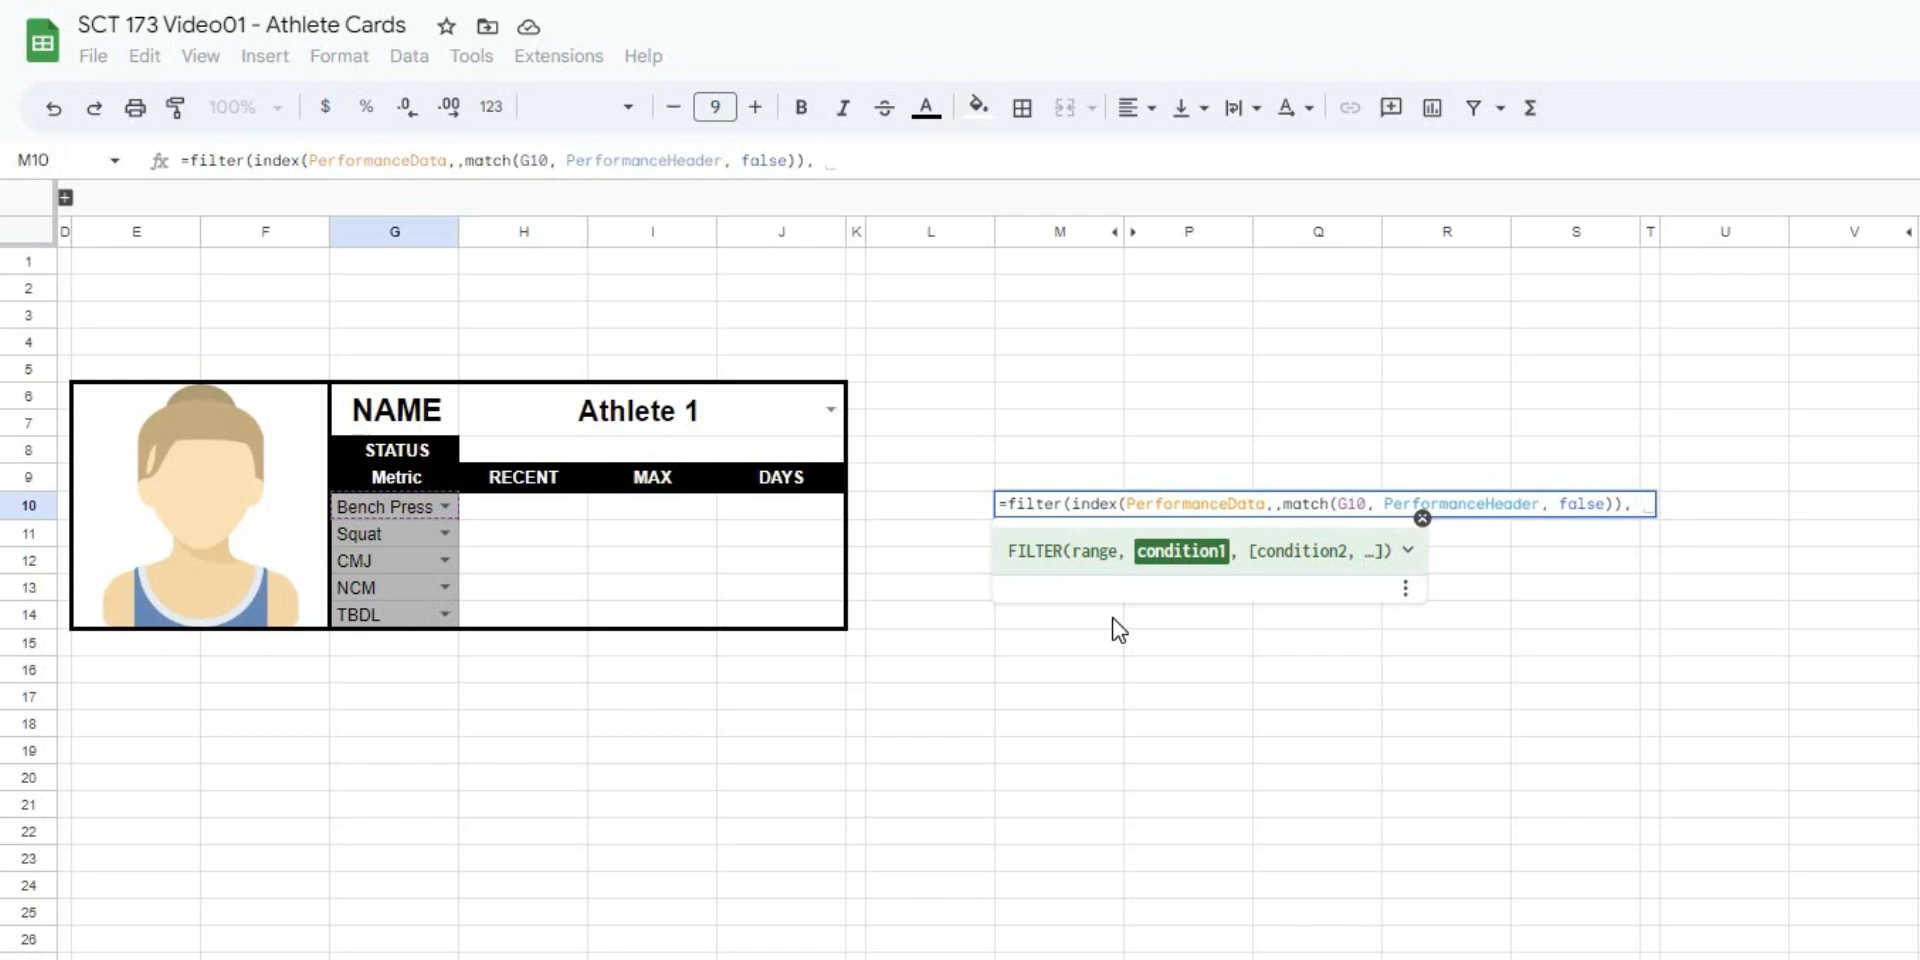 SCT 173 Video01 - Athlete Cards
File Edit View Insert Format Data Tools Extensions Help
100% $ % .0 .00 123 9 B I A Σ
M10 fx =filter(index(PerformanceData,,match(G10, PerformanceHeader, false)),
D E F G H I J K L M P Q R S T U V
1
2
3
4
5
6
NAME Athlete 1
7
8 STATUS
9 Metric RECENT MAX DAYS
10 Bench Press =filter(index(PerformanceData,,match(G10, PerformanceHeader, false)),
11 Squat
FILTER(range, condition1, [condition2, …])
12 CMJ
13 NCM
14 TBDL
15
16
17
18
19
20
21
22
23
24
25
26